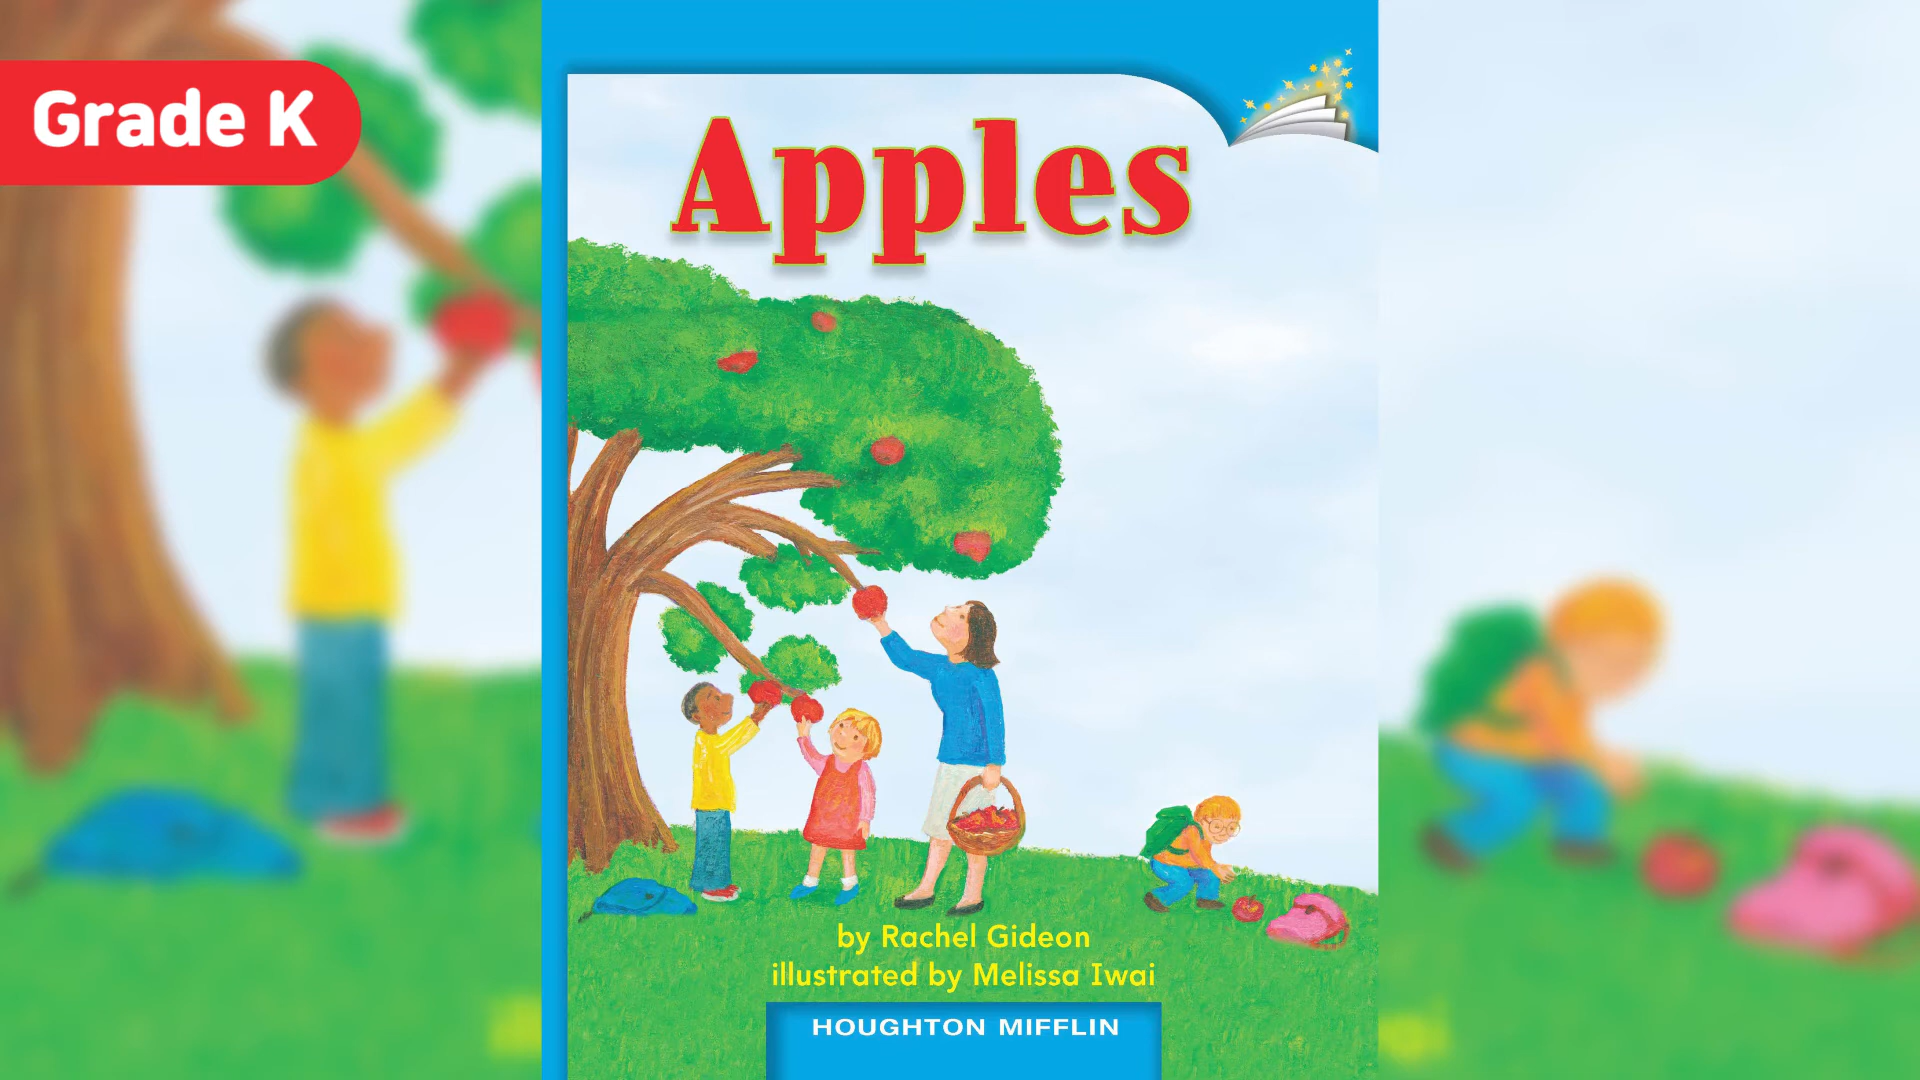 Grade K
Apples
by Rachel Gideon
illustrated by Melissa Iwai
HOUGHTON MIFFLIN